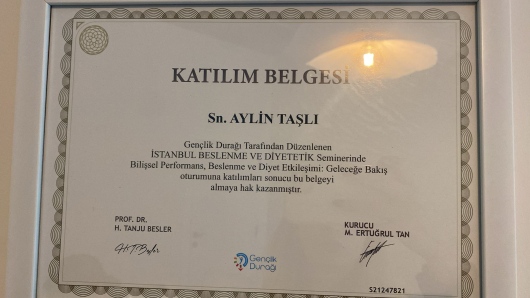 KATILIM BELGESİ
Sn. AYLİN TAŞLI
Gençlik Durağı Tarafından Düzenlenen
İSTANBUL BESLENME VE DİYETETİK Seminerinde
Bilişsel Performans, Beslenme ve Diyet Etkileşimi: Geleceğe Bakış
oturumuna katılımları sonucu bu belgeyi
almaya hak kazanmıştır.
PROF. DR.
H. TANJU BESLER
KURUCU
M. ERTUĞRUL TAN
Gençlik
Durağı
S21247821